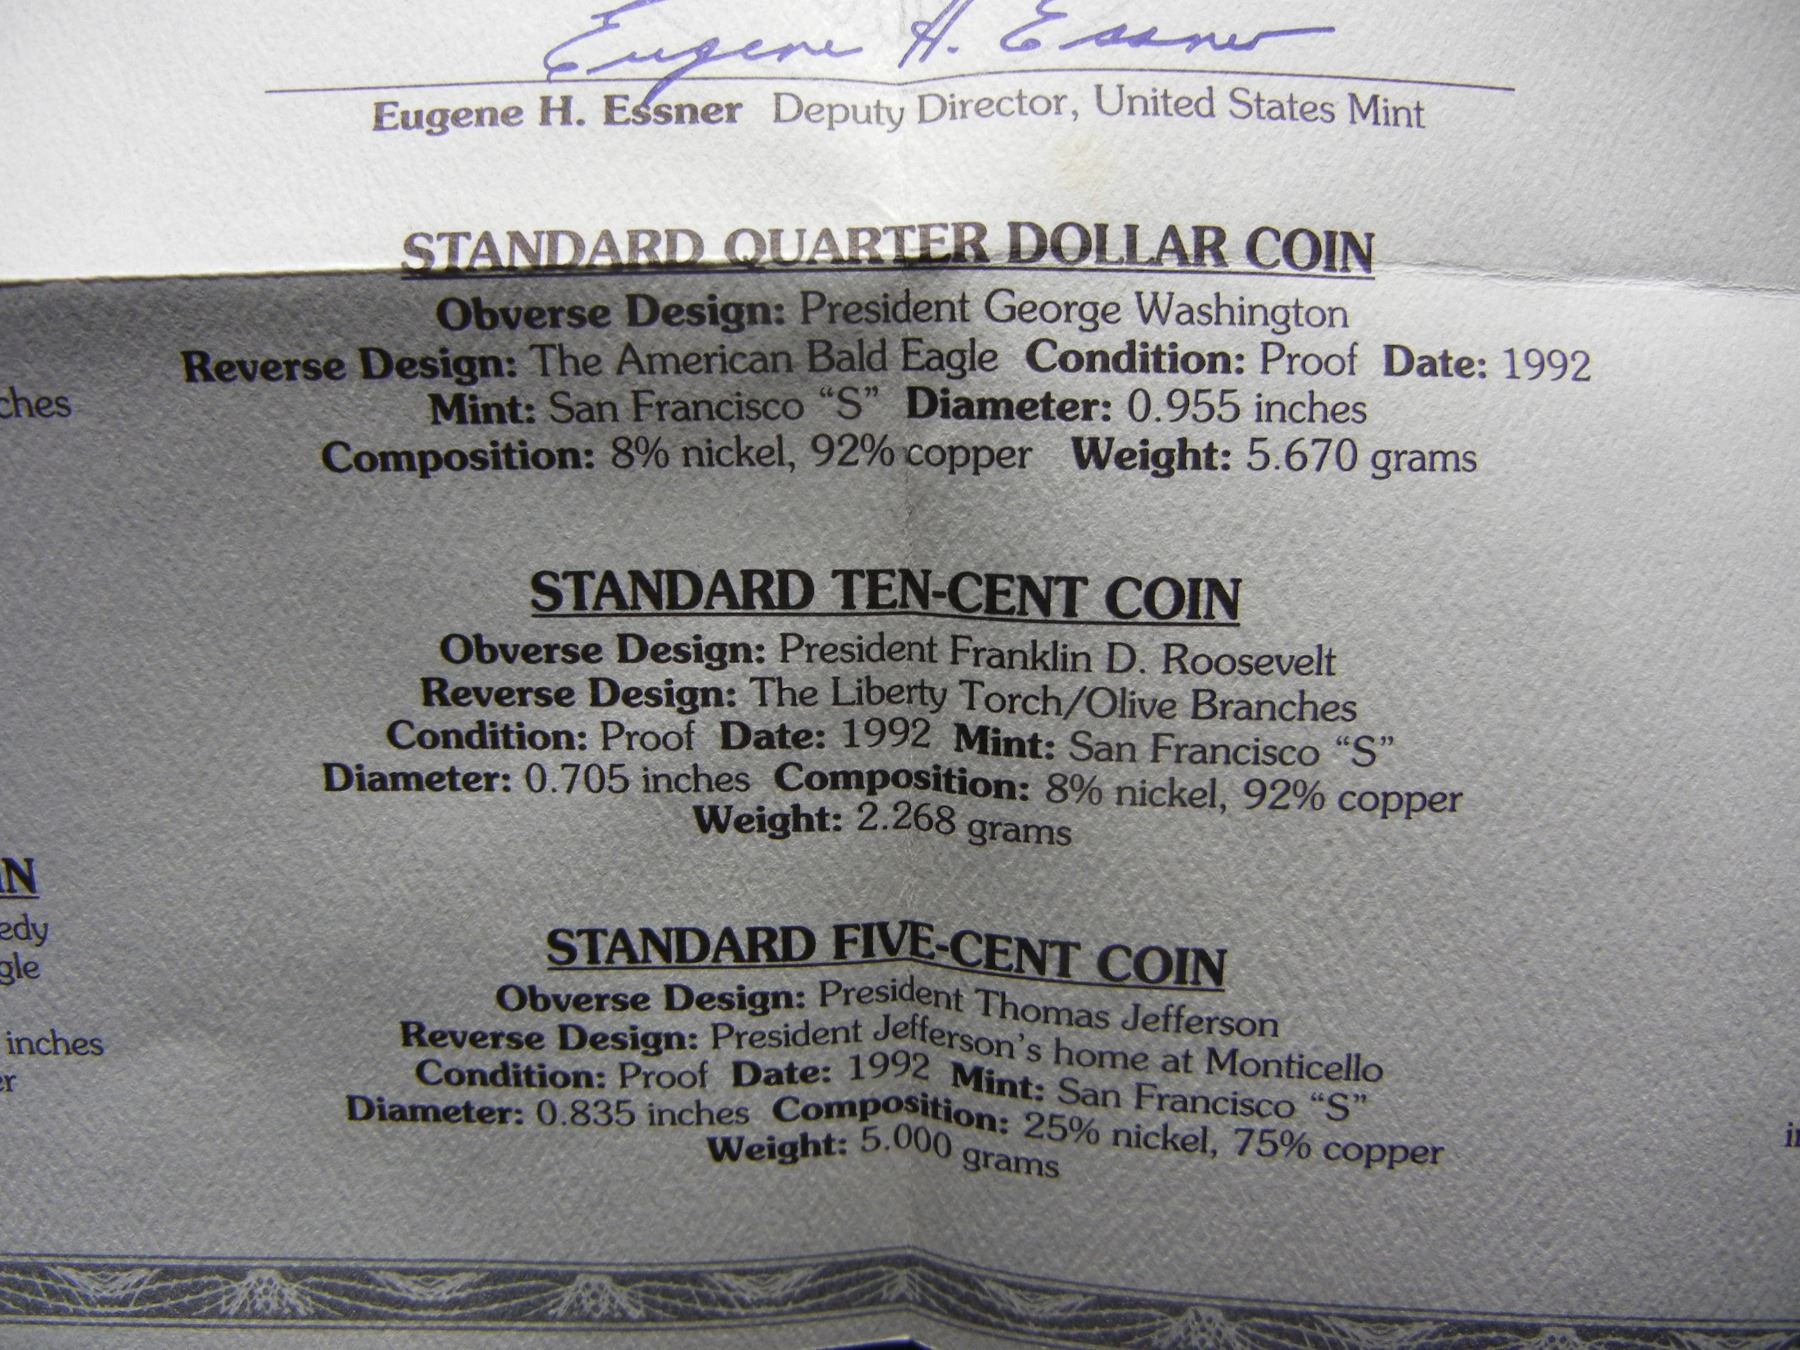 Eugene H. Essner
Eugene H. Essner Deputy Director, United States Mint
STANDARD QUARTER DOLLAR COIN
Obverse Design: President George Washington
Reverse Design: The American Bald Eagle Condition: Proof Date: 1992
Mint: San Francisco “S” Diameter: 0.955 inches
Composition: 8% nickel, 92% copper Weight: 5.670 grams
STANDARD TEN-CENT COIN
Obverse Design: President Franklin D. Roosevelt
Reverse Design: The Liberty Torch/Olive Branches
Condition: Proof Date: 1992 Mint: San Francisco “S”
Diameter: 0.705 inches Composition: 8% nickel, 92% copper
Weight: 2.268 grams
STANDARD FIVE-CENT COIN
Obverse Design: President Thomas Jefferson
Reverse Design: President Jefferson's home at Monticello
Condition: Proof Date: 1992 Mint: San Francisco “S”
Diameter: 0.835 inches Composition: 25% nickel, 75% copper
Weight: 5.000 grams
inches